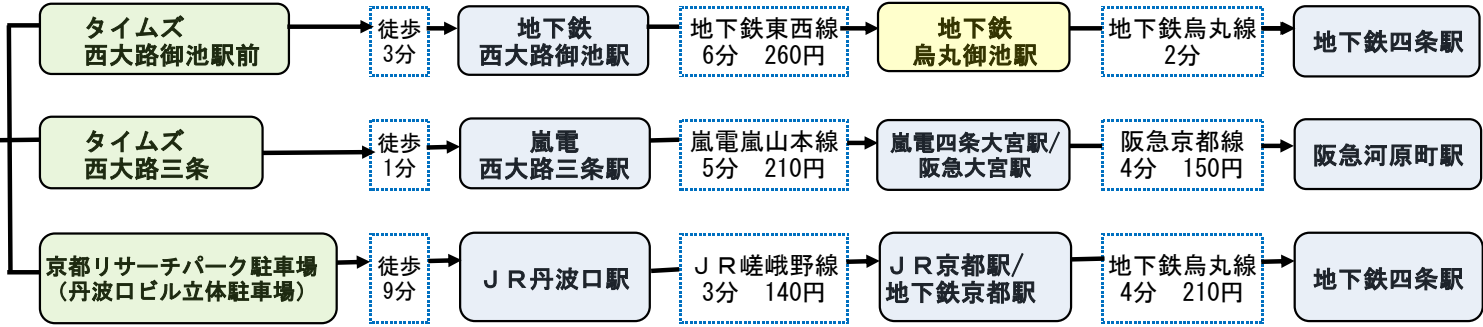 タイムズ
西大路御池駅前
徒歩
3分
地下鉄
西大路御池駅
地下鉄東西線
6分 260円
地下鉄
烏丸御池駅
地下鉄烏丸線
2分
地下鉄四条駅
タイムズ
西大路三条
徒歩
1分
嵐電
西大路三条駅
嵐電嵐山本線
5分 210円
嵐電四条大宮駅/
阪急大宮駅
阪急京都線
4分 150円
阪急河原町駅
京都リサーチパーク駐車場
（丹波口ビル立体駐車場）
徒歩
9分
ＪＲ丹波口駅
ＪＲ嵯峨野線
3分 140円
ＪＲ京都駅/
地下鉄京都駅
地下鉄烏丸線
4分 210円
地下鉄四条駅